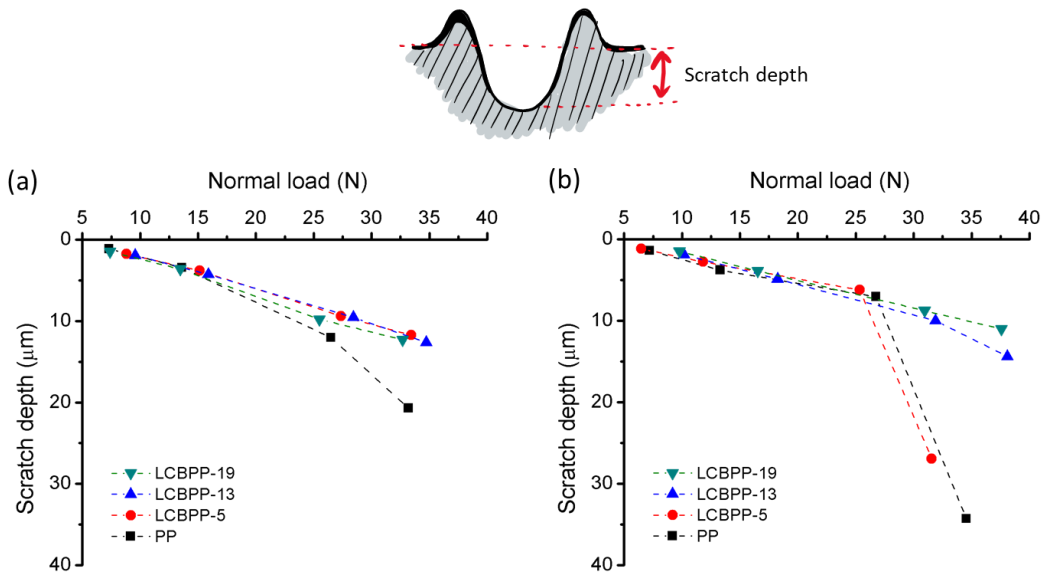 Scratch depth
(a)
Normal load (N)
5 10 15 20 25 30 35 40
0
10
20
30
40
Scratch depth (μm)
LCBPP-19
LCBPP-13
LCBPP-5
PP
(b)
Normal load (N)
5 10 15 20 25 30 35 40
0
10
20
30
40
Scratch depth (μm)
LCBPP-19
LCBPP-13
LCBPP-5
PP